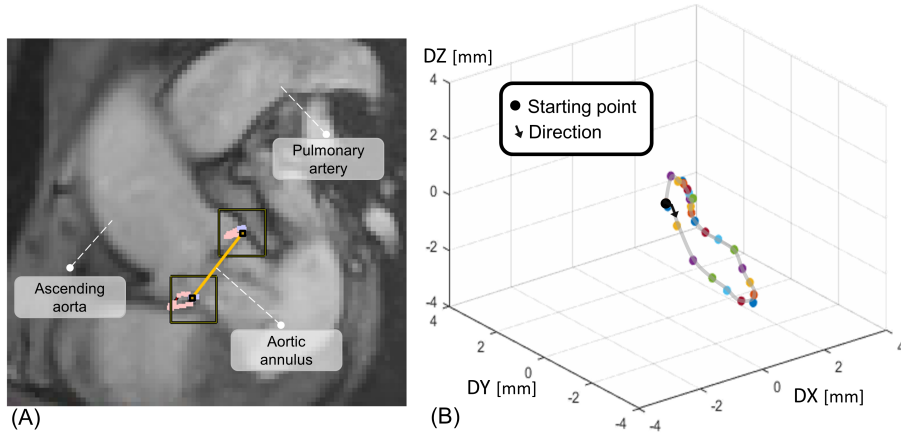 Pulmonary
artery
Ascending
aorta
Aortic
annulus
(A)
DZ [mm]
4
2
0
-2
-4
Starting point
Direction
4
2
0
-2
-4
DY [mm]
-4
-2
0
2
4
DX [mm]
(B)